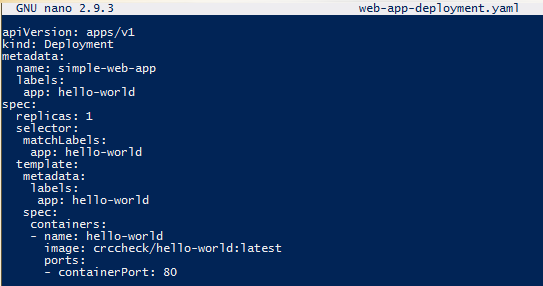 GNU nano 2.9.3 web-app-deployment.yaml
apiVersion: apps/v1
kind: Deployment
metadata:
  name: simple-web-app
  labels:
   app: hello-world
spec:
  replicas: 1
  selector:
   matchLabels:
    app: hello-world
  template:
   metadata:
    labels:
     app: hello-world
   spec:
    containers:
    - name: hello-world
      image: crccheck/hello-world:latest
      ports:
      - containerPort: 80